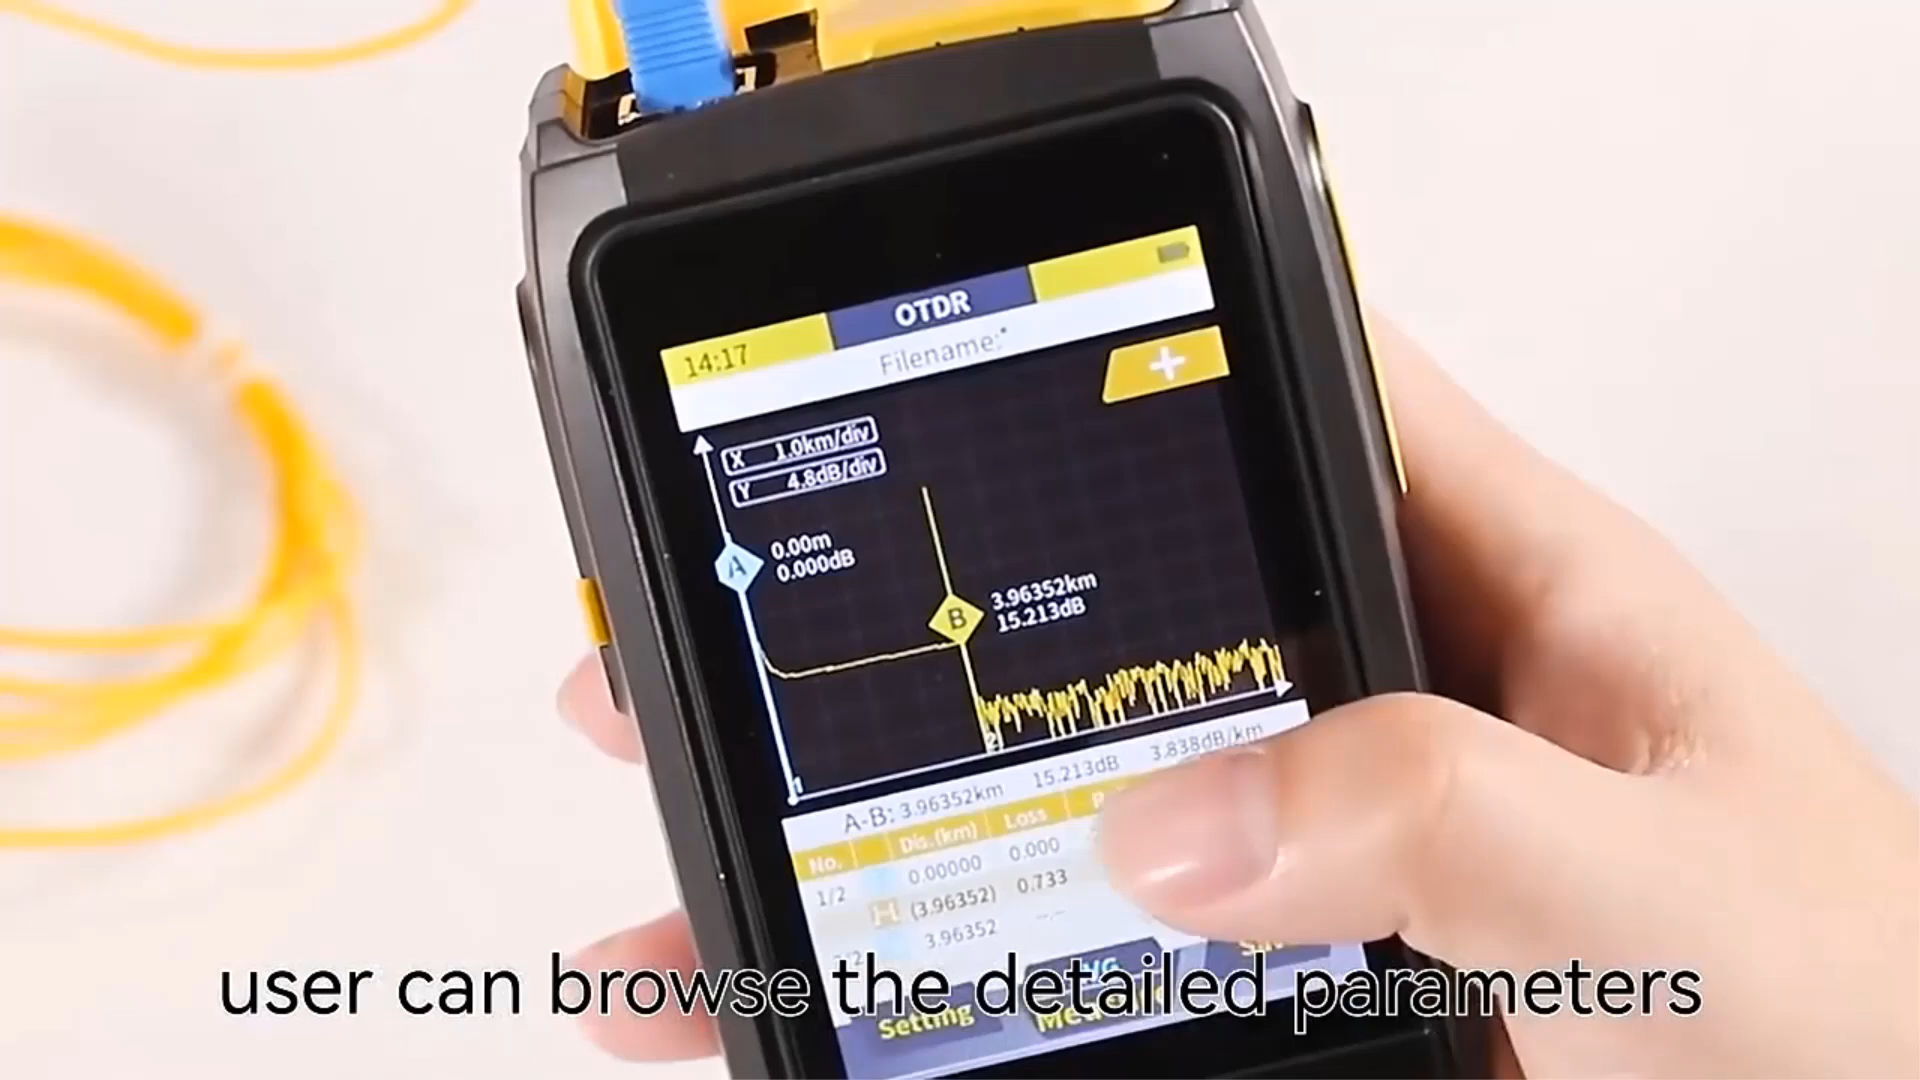 OTDR
14:17
Filename:*
X 1.0km/div
Y 4.8dB/div
A
0.00m
0.000dB
B
3.96352km
15.213dB
1
2
A-B: 3.96352km 15.213dB 3.838dB/km
No. Dis.(km) Loss
1/2 0.00000 0.000
(3.96352) 0.733
3.96352 --.--
Setting
user can browse the detailed parameters